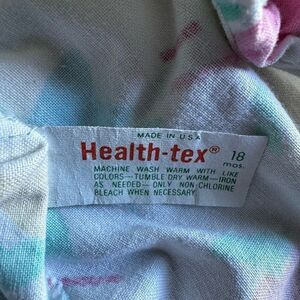 MADE IN U.S.A
Health-tex® 18 mos.
MACHINE WASH WARM WITH LIKE
COLORS—TUMBLE DRY WARM—IRON
AS NEEDED— ONLY NON-CHLORINE
BLEACH WHEN NECESSARY